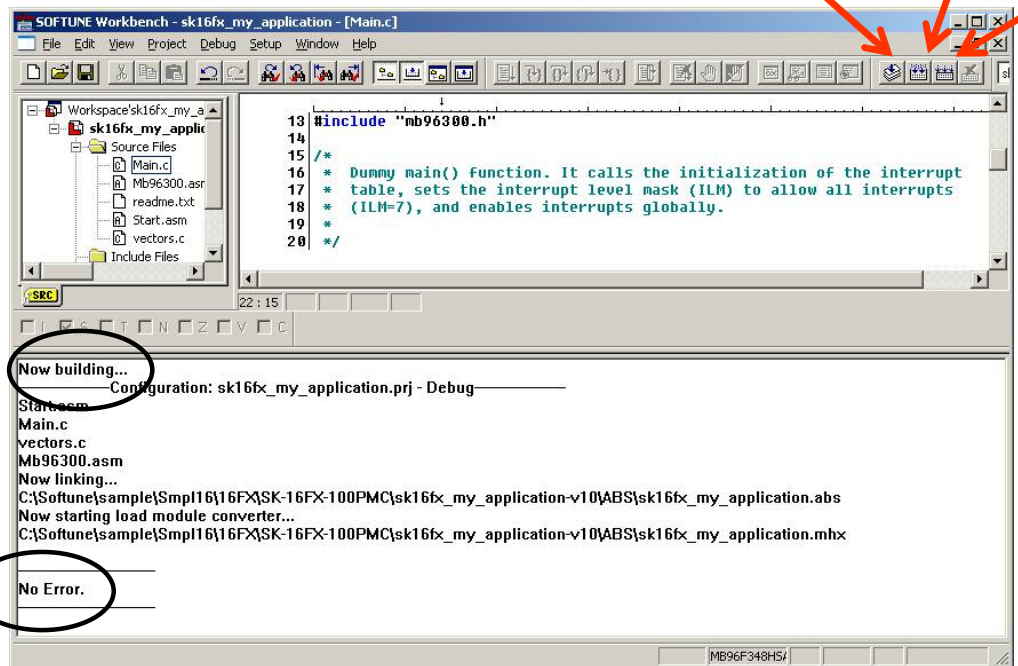 SOFTUNE Workbench - sk16fx_my_application - [Main.c]
File Edit View Project Debug Setup Window Help
Workspace'sk16fx_my_a
sk16fx_my_applic
Source Files
Main.c
Mb96300.asr
readme.txt
Start.asm
vectors.c
Include Files
SRC
13 #include "mb96300.h"
14
15 /*
16 * Dummy main() function. It calls the initialization of the interrupt
17 * table, sets the interrupt level mask (ILM) to allow all interrupts
18 * (ILM=7), and enables interrupts globally.
19 *
20 */
22 : 15
I S T N Z V C
Now building...
Configuration: sk16fx_my_application.prj - Debug
Start.asm
Main.c
vectors.c
Mb96300.asm
Now linking...
C:\Softune\sample\Smpl16\16FX\SK-16FX-100PMC\sk16fx_my_application-v10\ABS\sk16fx_my_application.abs
Now starting load module converter...
C:\Softune\sample\Smpl16\16FX\SK-16FX-100PMC\sk16fx_my_application-v10\ABS\sk16fx_my_application.mhx
No Error.
MB96F348HS